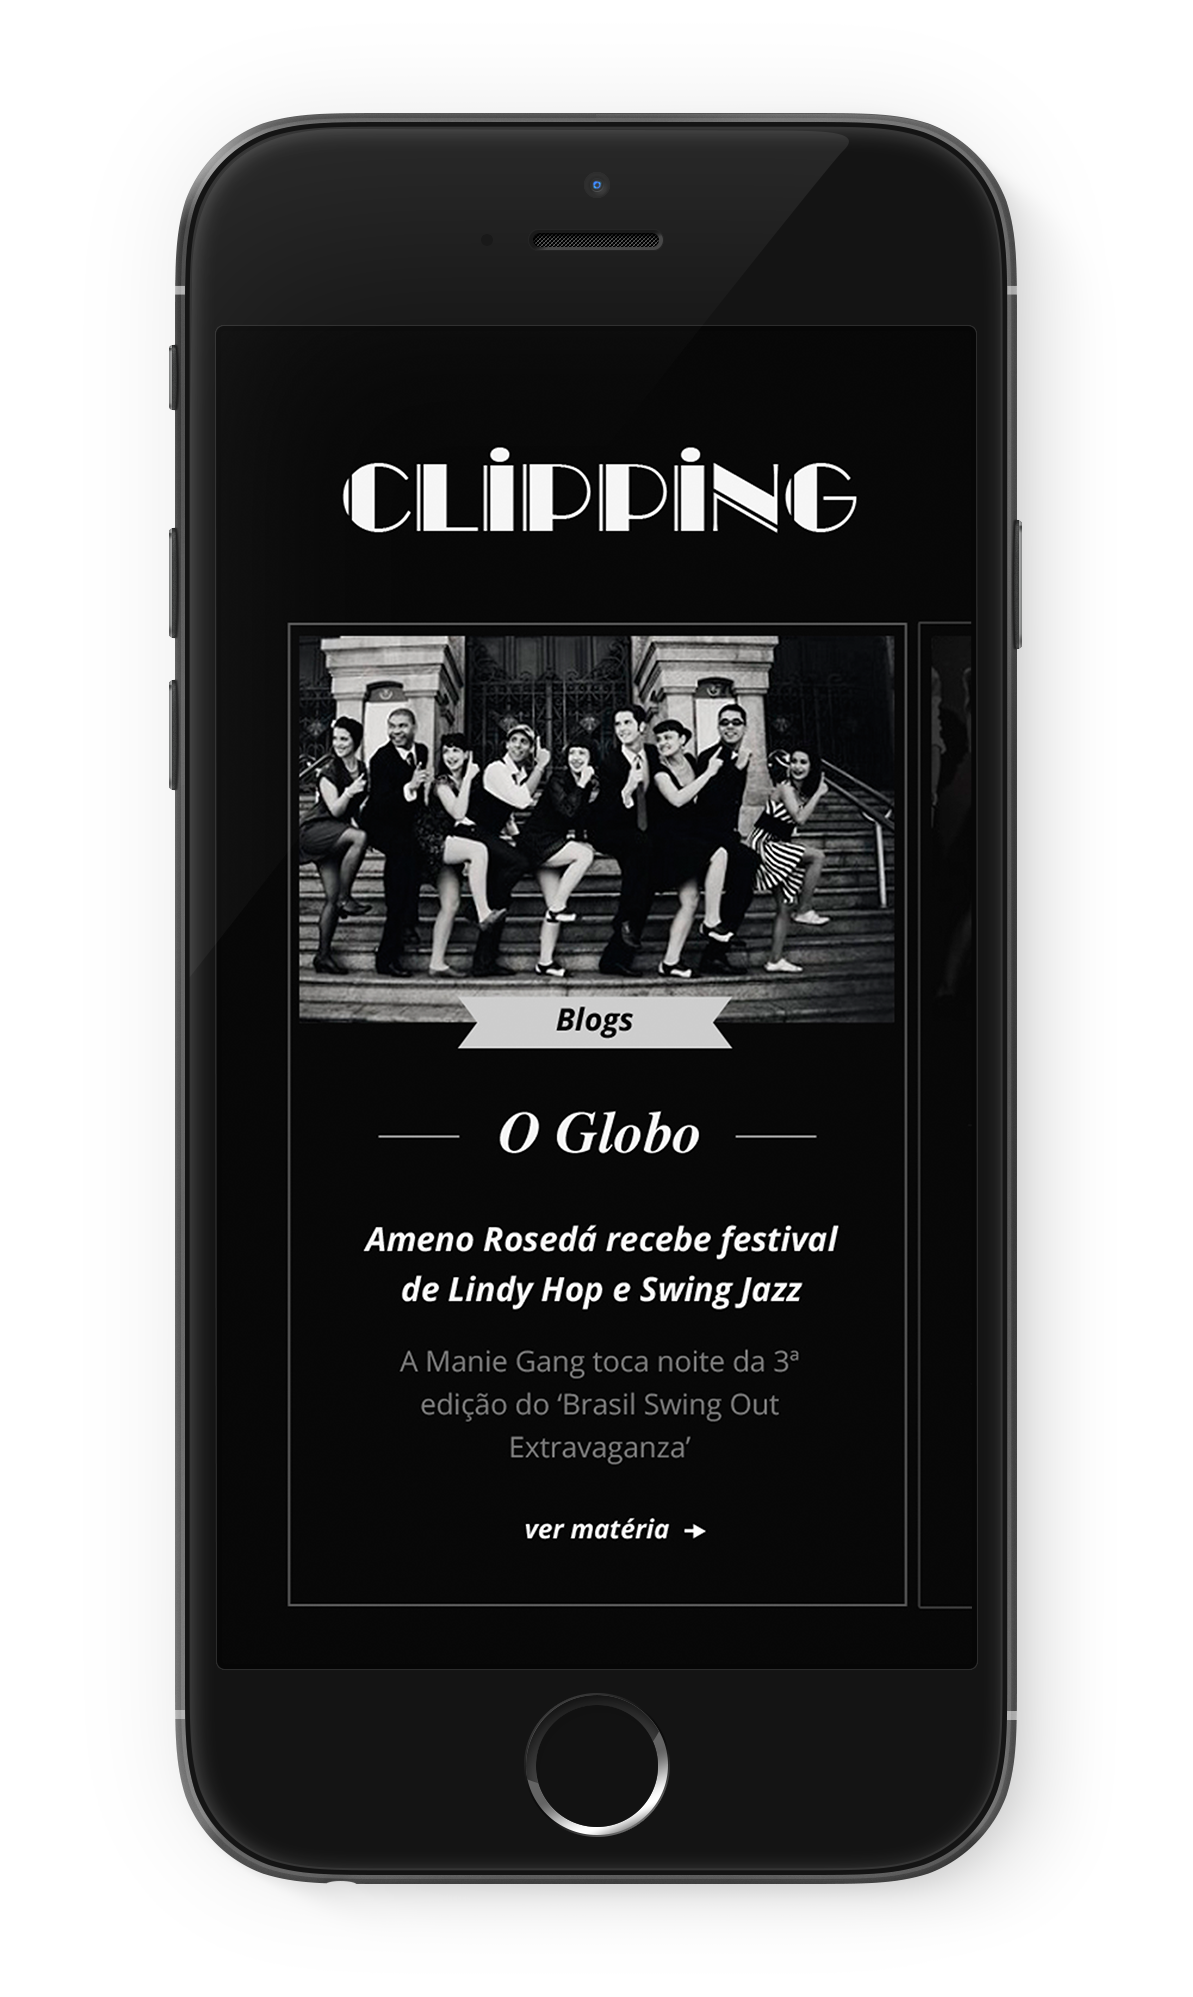 CLiPPiNG
Blogs
O Globo
Ameno Rosedá recebe festival
de Lindy Hop e Swing Jazz
A Manie Gang toca noite da 3ª
edição do ‘Brasil Swing Out
Extravaganza’
ver matéria